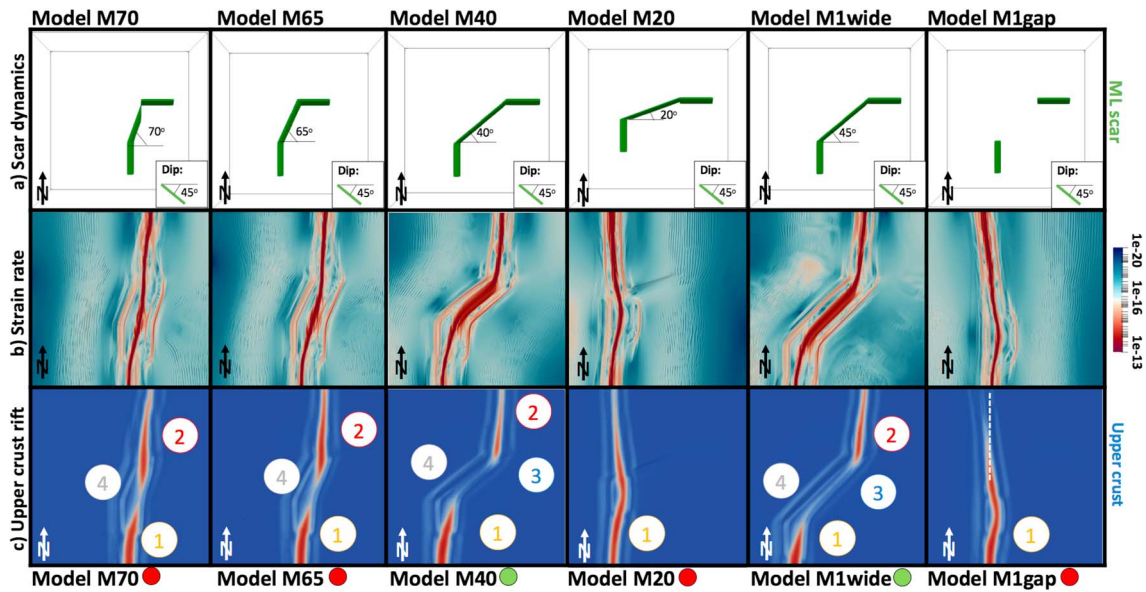 Model M70 Model M65 Model M40 Model M20 Model M1wide Model M1gap
a) Scar dynamics
70°
Dip:
45°
N
65°
Dip:
45°
N
40°
Dip:
45°
N
20°
Dip:
45°
N
45°
Dip:
45°
N
Dip:
45°
N
ML scar
b) Strain rate
N
N
N
N
N
N
1e-20
1e-16
1e-13
c) Upper crust rift
2
4
1
N
2
4
1
N
2
4
3
1
N
1
N
2
4
3
1
N
1
N
Upper crust
Model M70 Model M65 Model M40 Model M20 Model M1wide Model M1gap